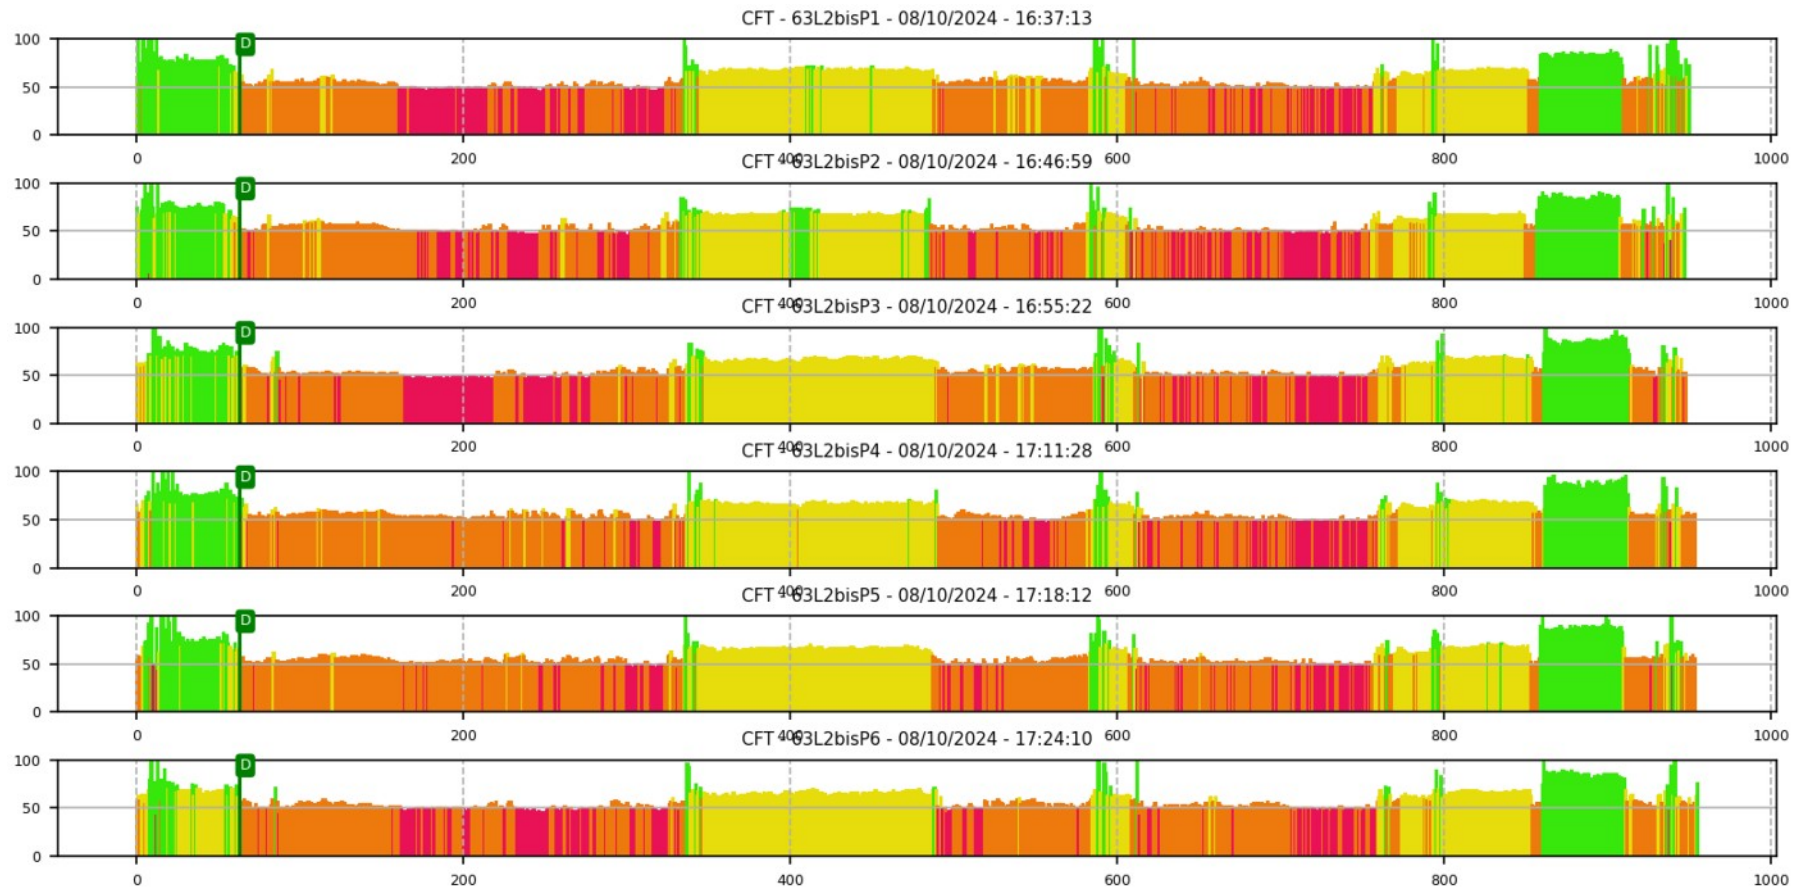 CFT - 63L2bisP1 - 08/10/2024 - 16:37:13
100
D
50
0
0 200 400 600 800 1000
CFT - 63L2bisP2 - 08/10/2024 - 16:46:59
100
D
50
0
0 200 400 600 800 1000
CFT - 63L2bisP3 - 08/10/2024 - 16:55:22
100
D
50
0
0 200 400 600 800 1000
CFT - 63L2bisP4 - 08/10/2024 - 17:11:28
100
D
50
0
0 200 400 600 800 1000
CFT - 63L2bisP5 - 08/10/2024 - 17:18:12
100
D
50
0
0 200 400 600 800 1000
CFT - 63L2bisP6 - 08/10/2024 - 17:24:10
100
D
50
0
0 200 400 600 800 1000